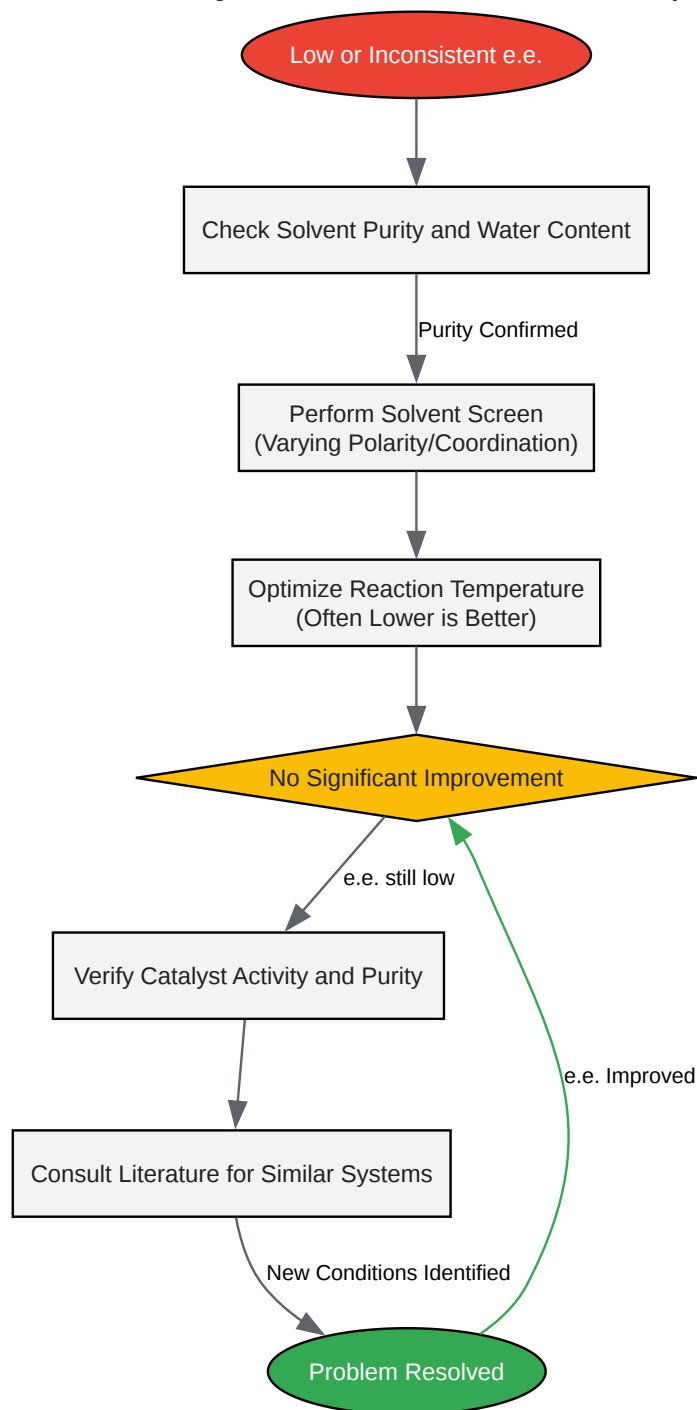 Low or Inconsistent e.e.
Check Solvent Purity and Water Content
Purity Confirmed
Perform Solvent Screen
(Varying Polarity/Coordination)
Optimize Reaction Temperature
(Often Lower is Better)
No Significant Improvement
e.e. still low
Verify Catalyst Activity and Purity
e.e. Improved
Consult Literature for Similar Systems
New Conditions Identified
Problem Resolved